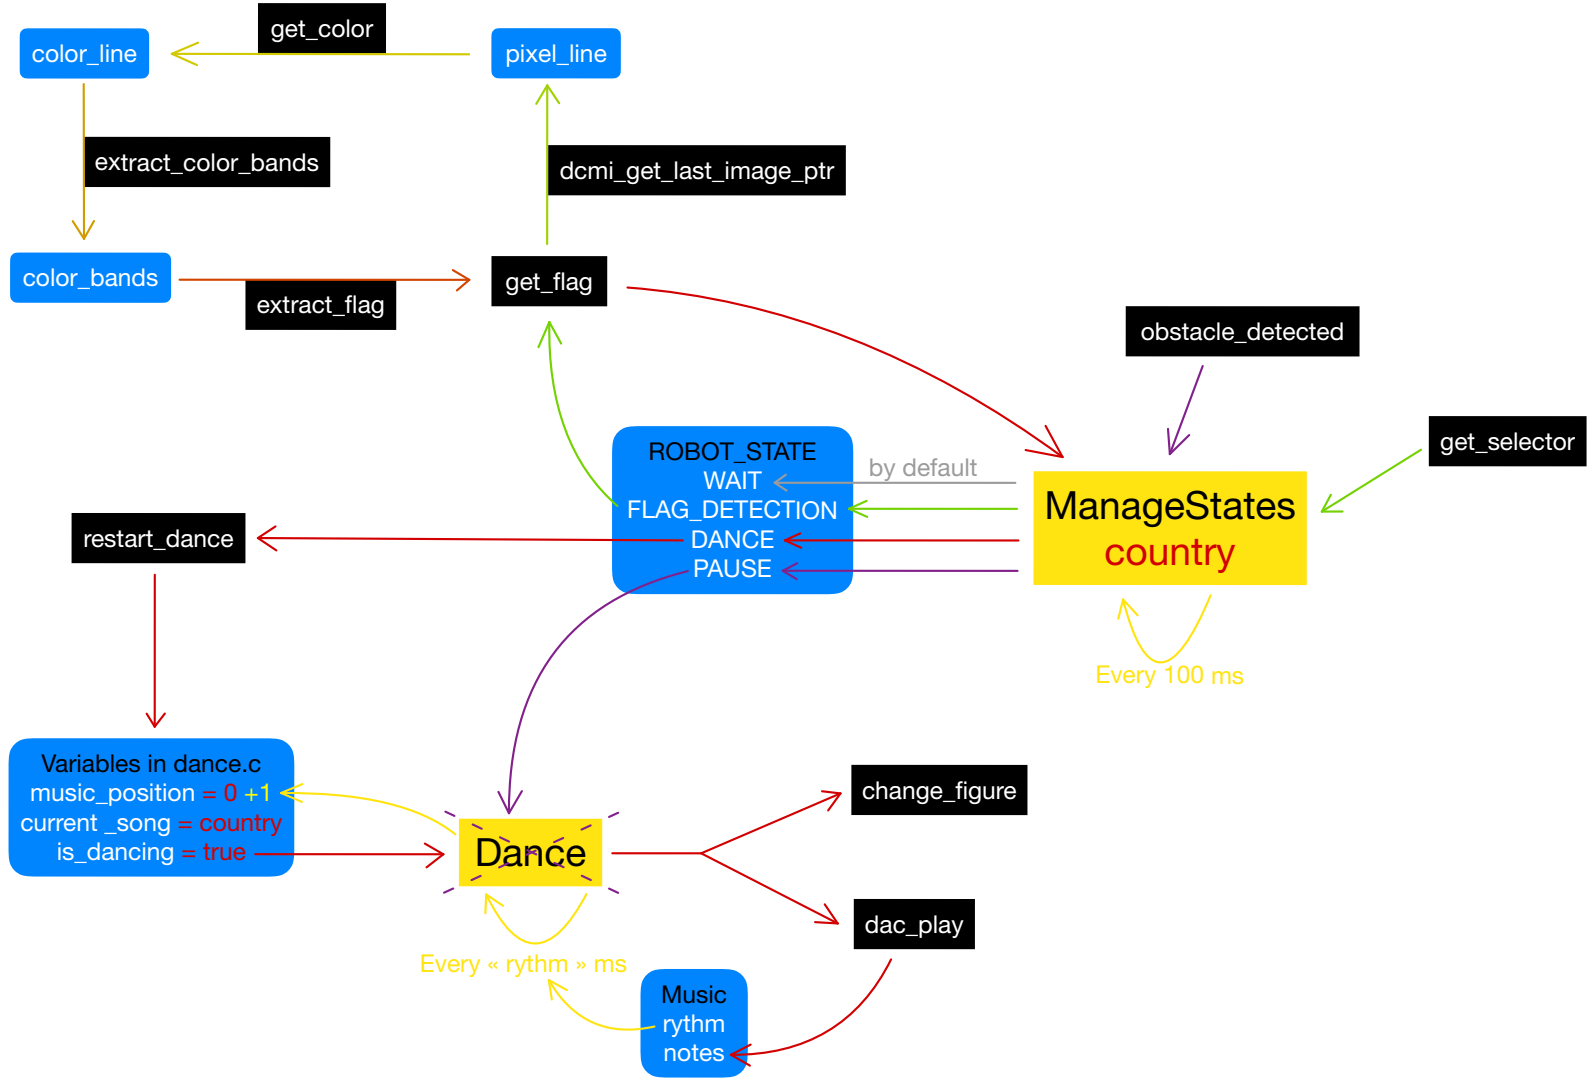 get_color
color_line
pixel_line
extract_color_bands
dcmi_get_last_image_ptr
color_bands
get_flag
extract_flag
obstacle_detected
get_selector
ROBOT_STATE
WAIT
FLAG_DETECTION
DANCE
PAUSE
by default
ManageStates
country
restart_dance
Every 100 ms
Variables in dance.c
music_position = 0 +1
current _song = country
is_dancing = true
change_figure
Dance
dac_play
Every « rythm » ms
Music
rythm
notes